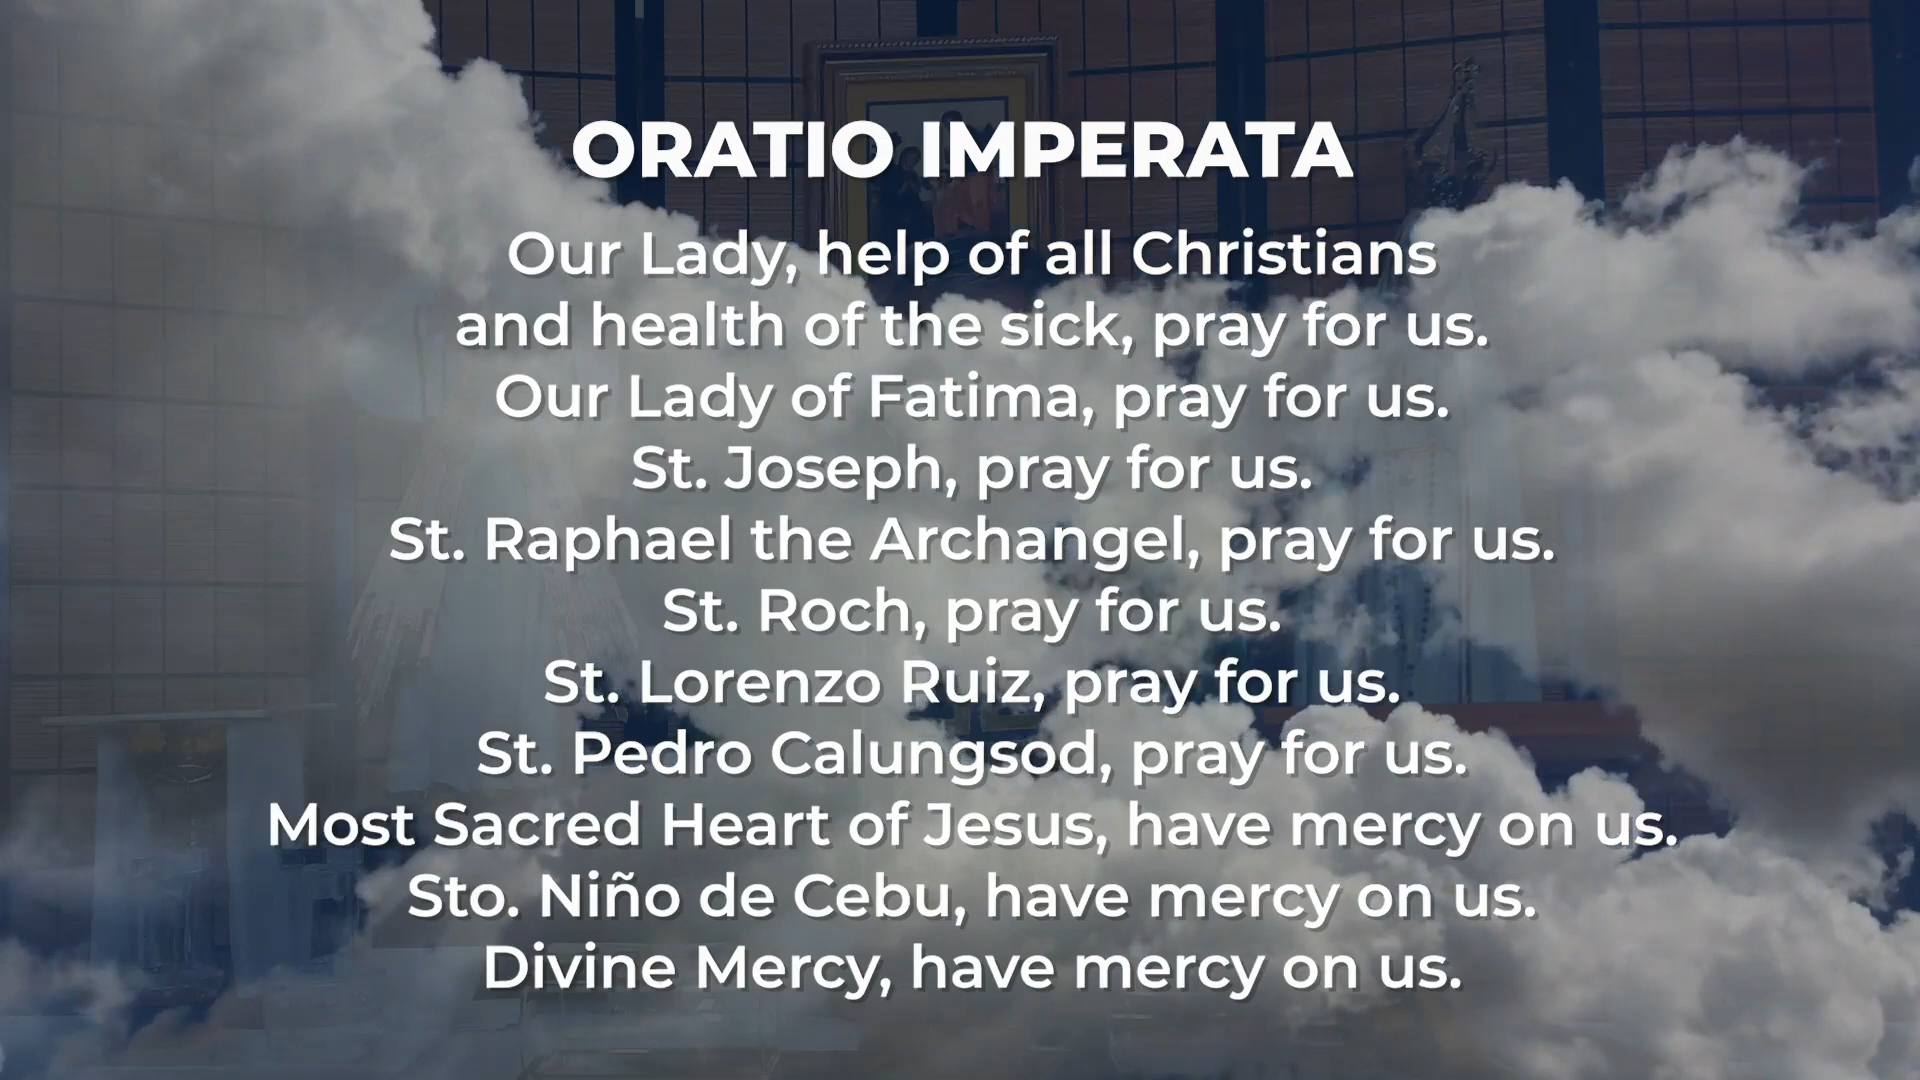 ORATIO IMPERATA
Our Lady, help of all Christians
and health of the sick, pray for us.
Our Lady of Fatima, pray for us.
St. Joseph, pray for us.
St. Raphael the Archangel, pray for us.
St. Roch, pray for us.
St. Lorenzo Ruiz, pray for us.
St. Pedro Calungsod, pray for us.
Most Sacred Heart of Jesus, have mercy on us.
Sto. Niño de Cebu, have mercy on us.
Divine Mercy, have mercy on us.